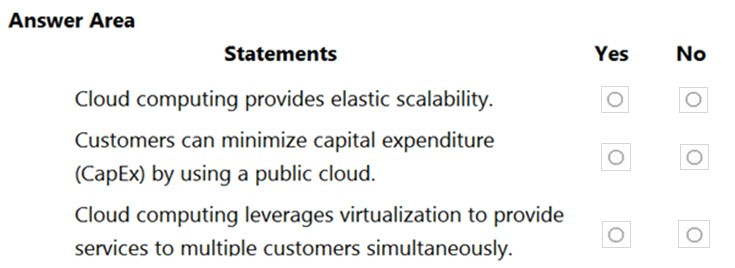 Answer Area
Statements Yes No
Cloud computing provides elastic scalability.
Customers can minimize capital expenditure
(CapEx) by using a public cloud.
Cloud computing leverages virtualization to provide
services to multiple customers simultaneously.